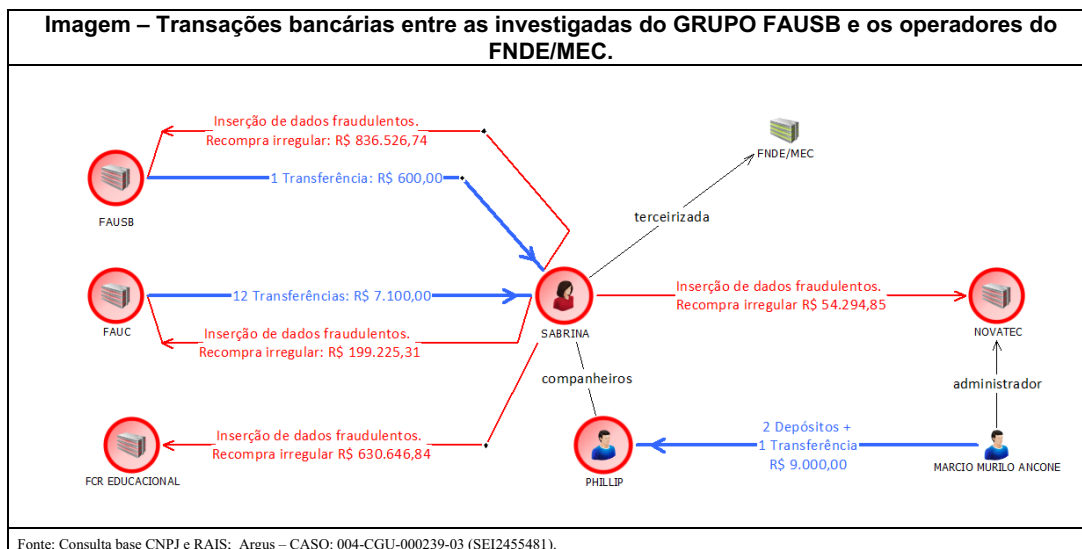 Imagem – Transações bancárias entre as investigadas do GRUPO FAUSB e os operadores do
FNDE/MEC.
Inserção de dados fraudulentos.
Recompra irregular: R$ 836.526,74
FNDE/MEC
1 Transferência: R$ 600,00
FAUSB
terceirizada
12 Transferências: R$ 7.100,00
Inserção de dados fraudulentos.
Recompra irregular R$ 54.294,85
FAUC
SABRINA
NOVATEC
Inserção de dados fraudulentos.
Recompra irregular: R$ 199.225,31
companheiros
administrador
Inserção de dados fraudulentos.
Recompra irregular R$ 630.646,84
2 Depósitos +
1 Transferência
R$ 9.000,00
FCR EDUCACIONAL
PHILLIP
MARCIO MURILO ANCONE
Fonte: Consulta base CNPJ e RAIS; Argus – CASO: 004-CGU-000239-03 (SEI2455481).